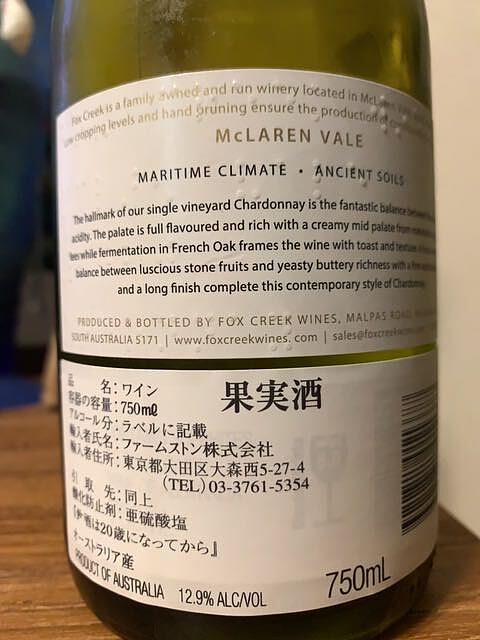 Fox Creek is a family owned and run winery located in McLaren Vale
Low cropping levels and hand pruning ensure the production of
McLAREN VALE
MARITIME CLIMATE • ANCIENT SOILS
The hallmark of our single vineyard Chardonnay is the fantastic balance between
acidity. The palate is full flavoured and rich with a creamy mid palate from
lees while fermentation in French Oak frames the wine with toast and
balance between luscious stone fruits and yeasty buttery richness with a firm
and a long finish complete this contemporary style of Chardonnay
PRODUCED & BOTTLED BY FOX CREEK WINES, MALPAS ROAD,
SOUTH AUSTRALIA 5171 | www.foxcreekwines.com | sales@foxcreekwines
果実酒
品 名:ワイン
容器の容量:750mℓ
アルコール分:ラベルに記載
輸入者氏名:ファームストン株式会社
輸入者住所:東京都大田区大森西5-27-4
(TEL)03-3761-5354
引 取 先:同上
酸化防止剤:亜硫酸塩
『お酒は20歳になってから』
オーストラリア産
PRODUCT OF AUSTRALIA 12.9% ALC/VOL 750mL